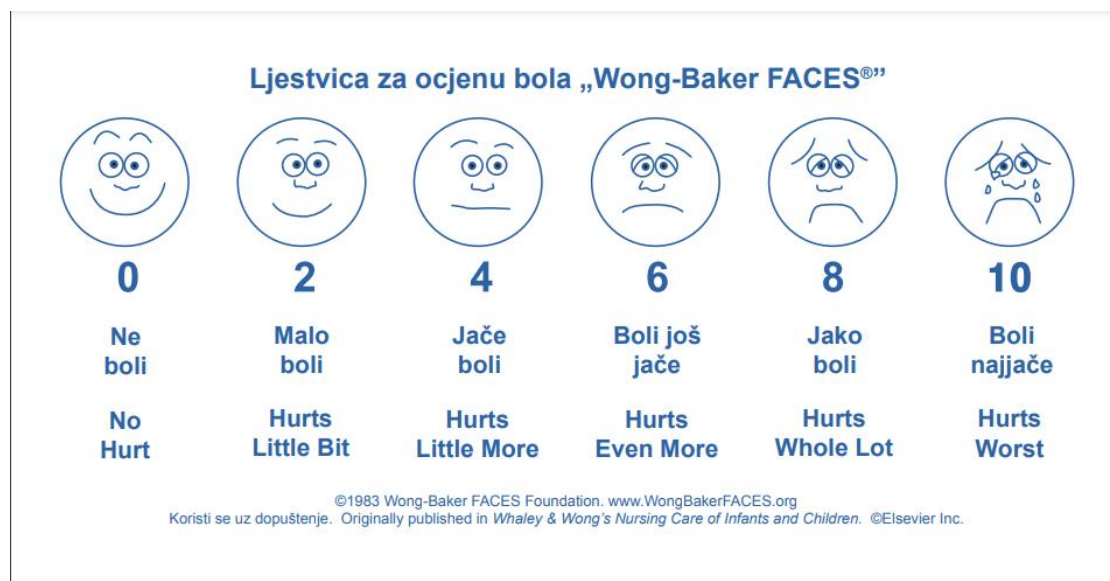 Ljestvica za ocjenu bola „Wong-Baker FACES®”
0 2 4 6 8 10
Ne boli
Malo boli
Jače boli
Boli još jače
Jako boli
Boli najjače
No Hurt
Hurts Little Bit
Hurts Little More
Hurts Even More
Hurts Whole Lot
Hurts Worst
©1983 Wong-Baker FACES Foundation. www.WongBakerFACES.org
Koristi se uz dopuštenje. Originally published in Whaley & Wong's Nursing Care of Infants and Children. ©Elsevier Inc.